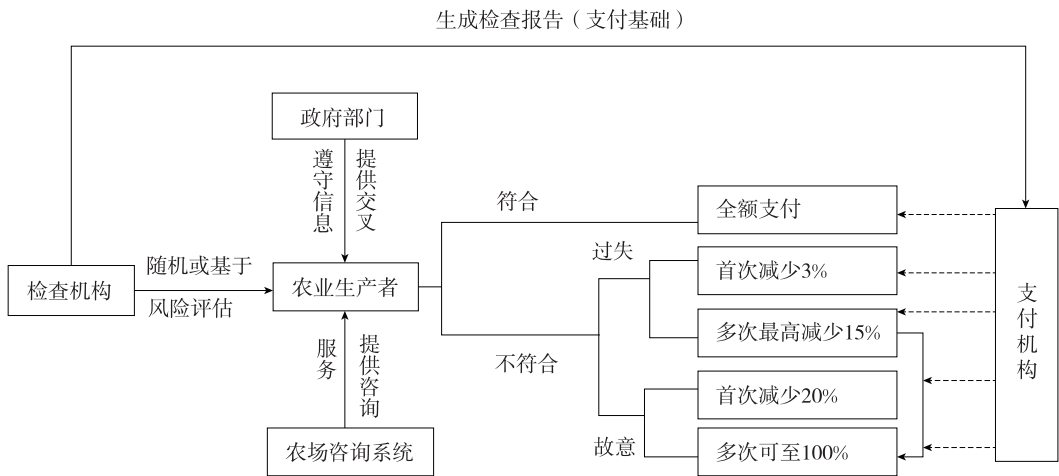 生成检查报告（支付基础）
政府部门
提供交叉
遵守信息
符合
全额支付
过失
首次减少3%
随机或基于
检查机构
风险评估
农业生产者
支付机构
多次最高减少15%
不符合
提供咨询
服务
首次减少20%
故意
多次可至100%
农场咨询系统